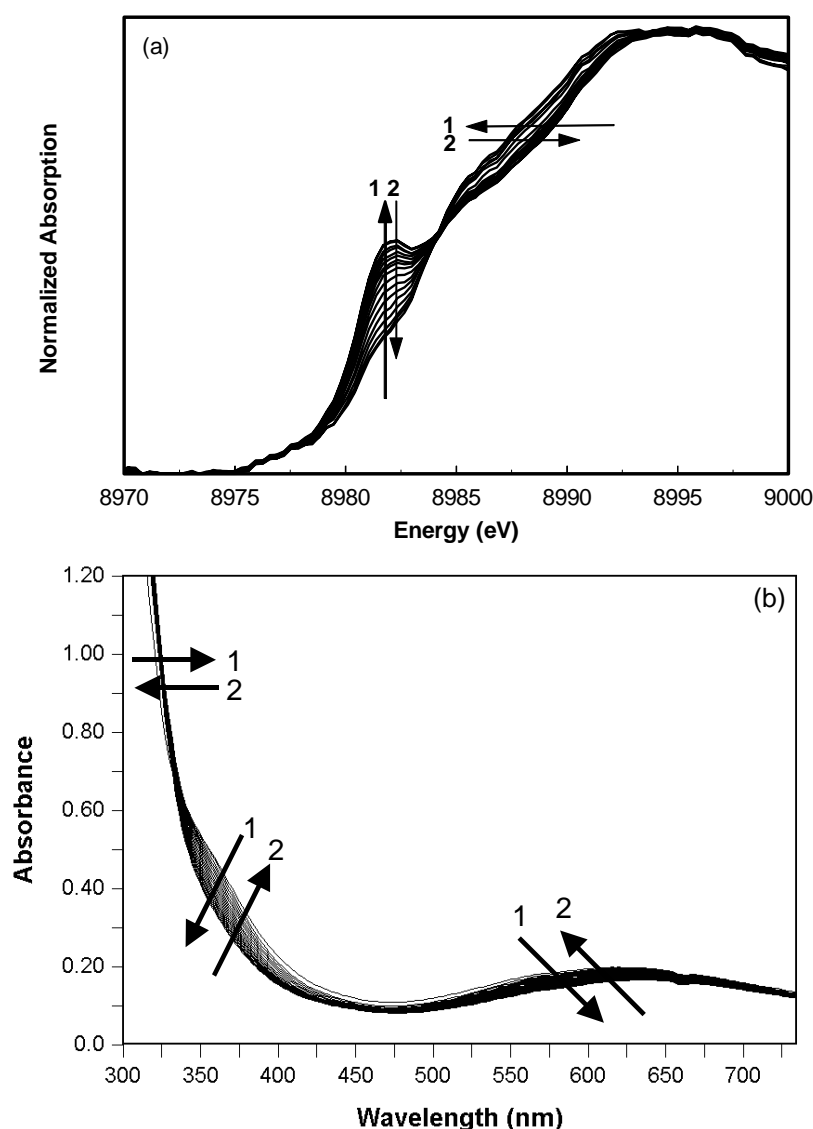 (a)
1
2
1 2
Normalized Absorption
8970 8975 8980 8985 8990 8995 9000
Energy (eV)
(b)
1.20
1.00
0.80
0.60
0.40
0.20
0.0
1
2
1
2
1 2
Absorbance
300 350 400 450 500 550 600 650 700
Wavelength (nm)